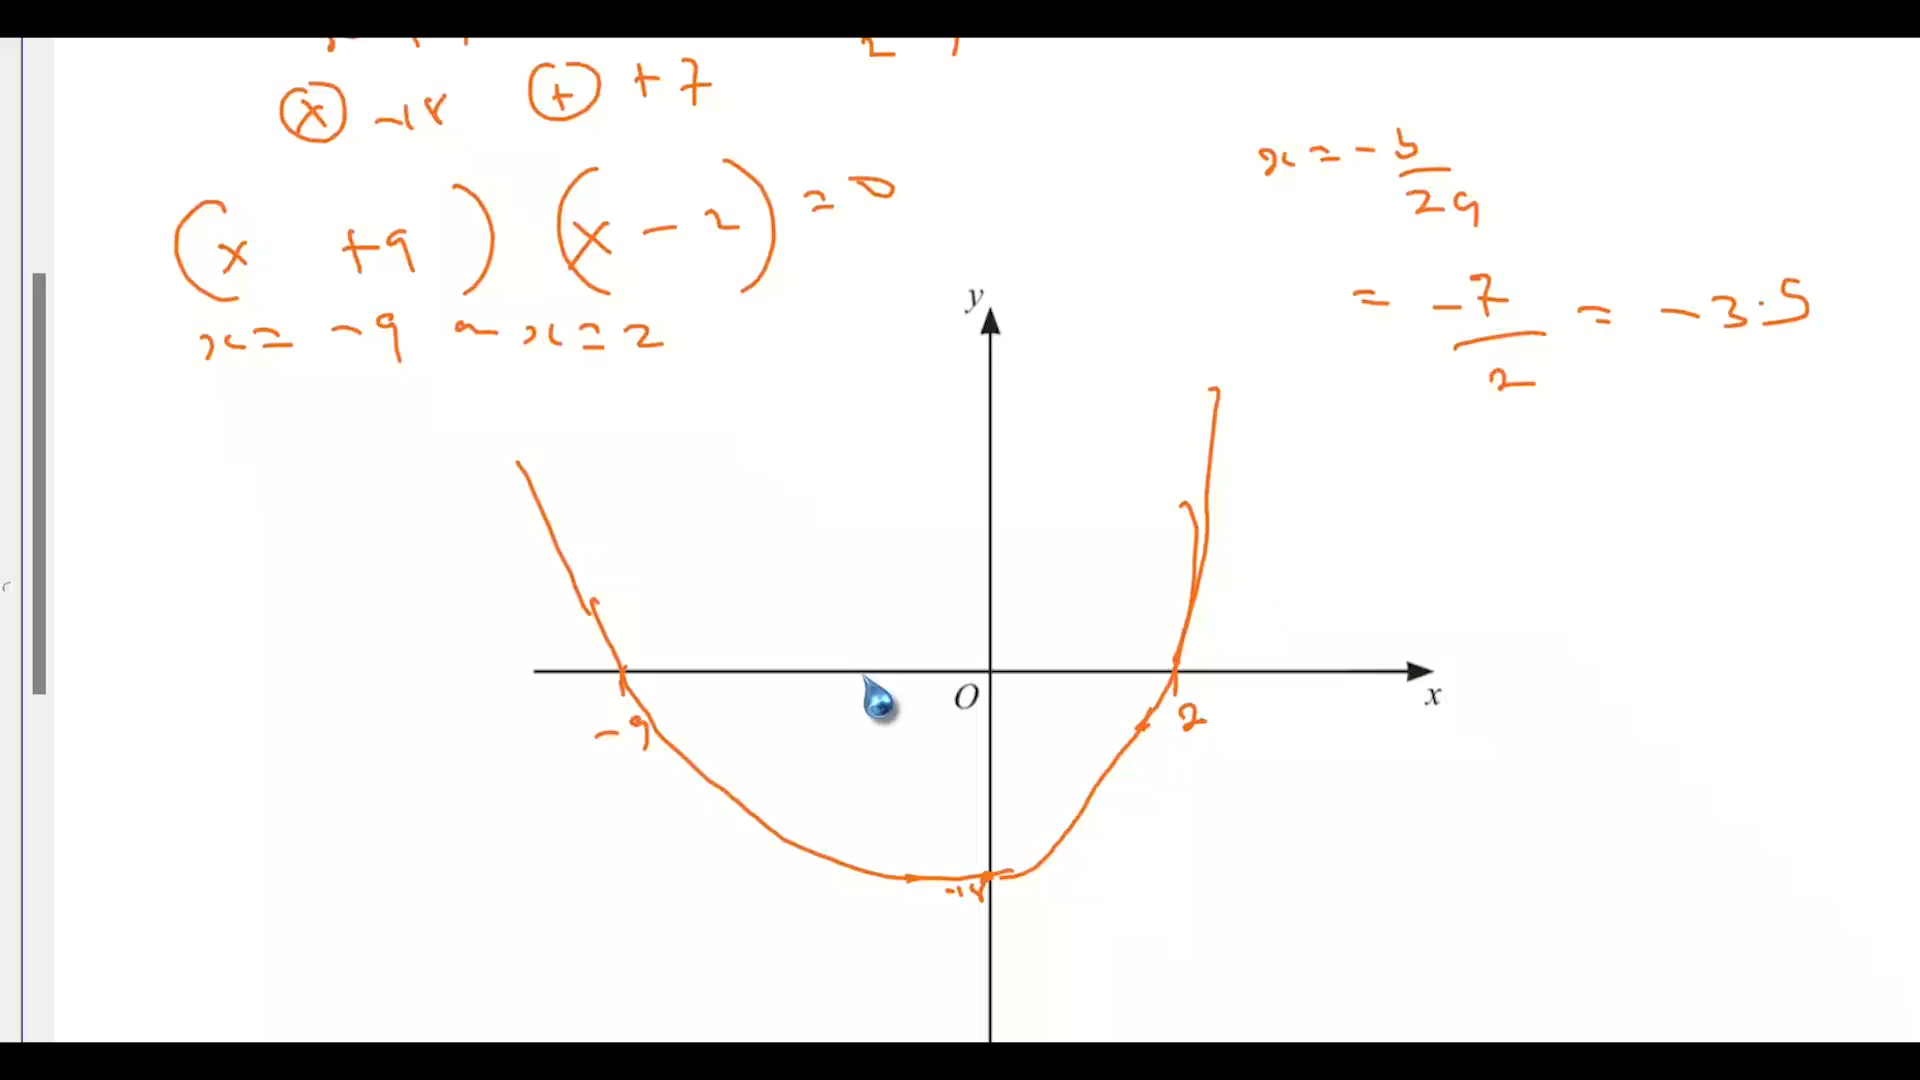 (x) -18 (+) +7
(x +9) (x - 2) = 0
x = -9 or x = 2
x = - b/2a
= -7/2 = -3.5
y
O
x
-9
2
-18